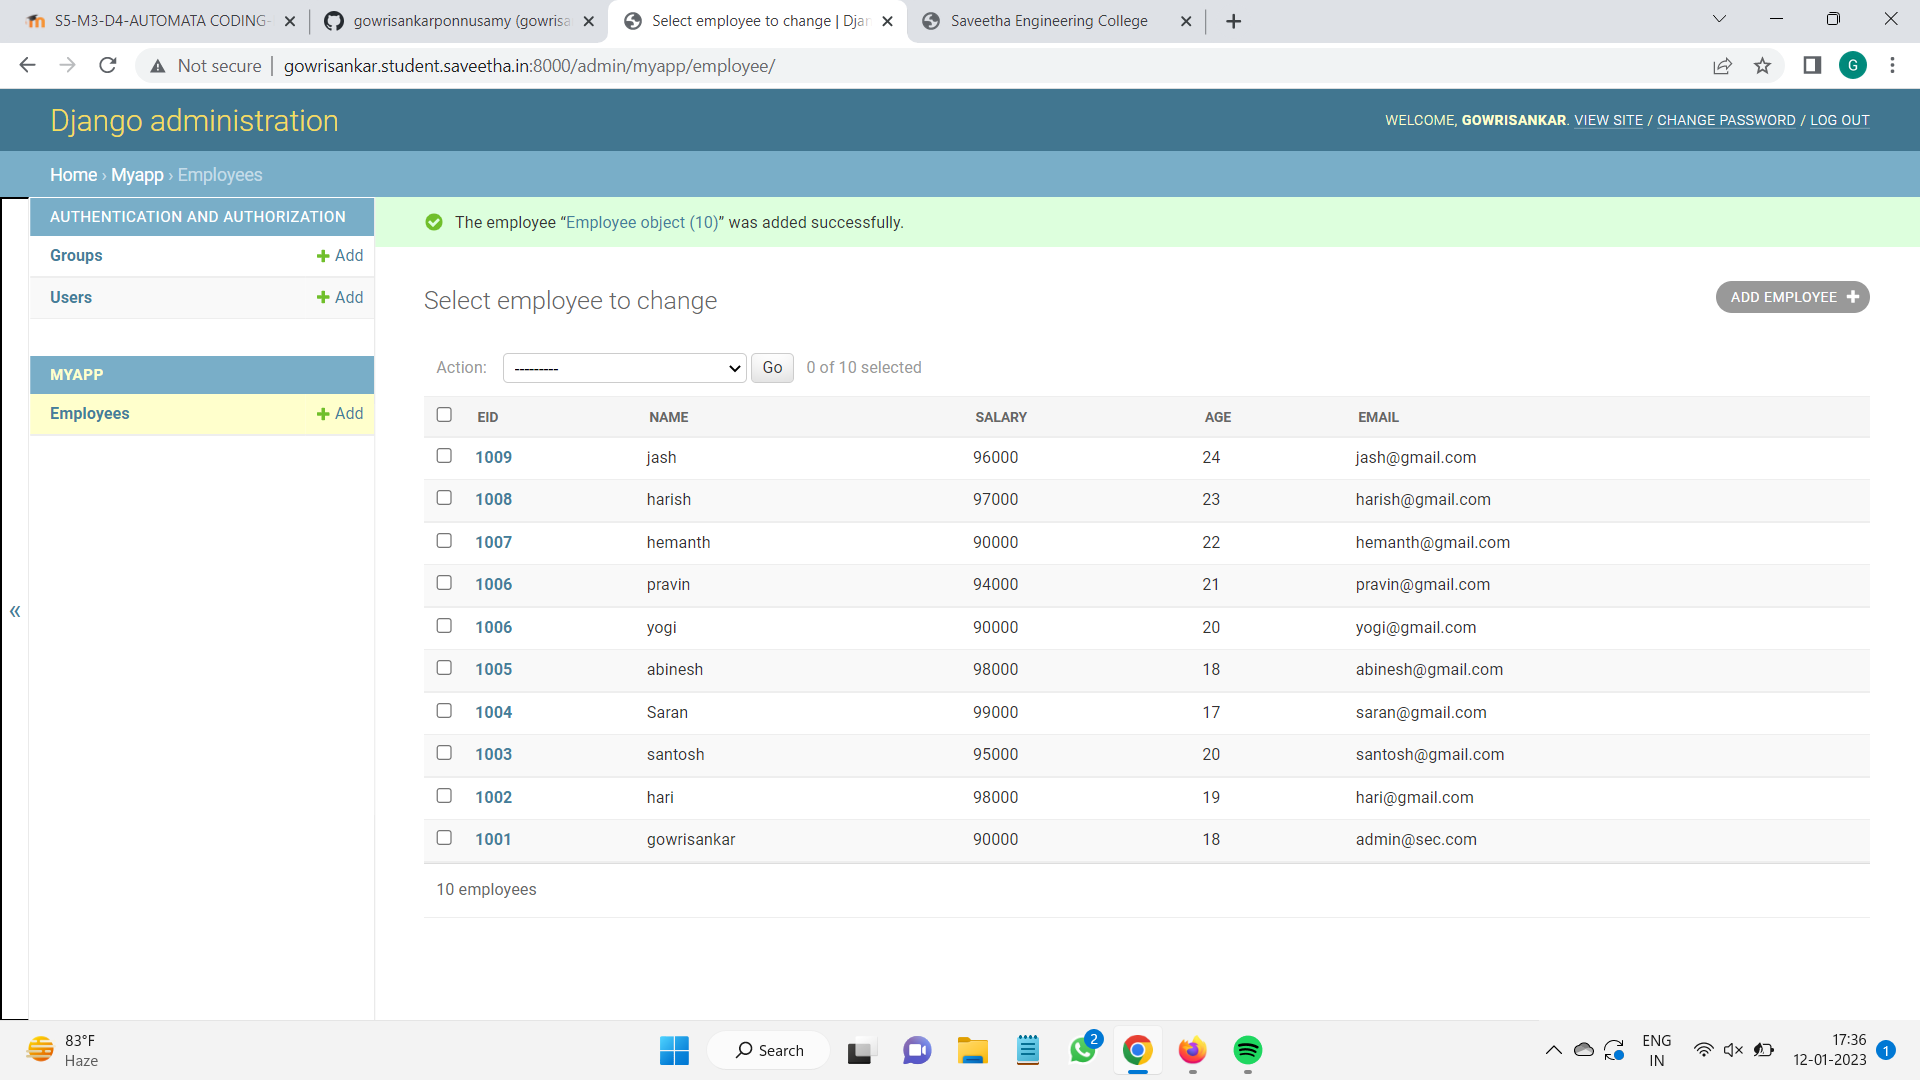 S5-M3-D4-AUTOMATA CODING-
gowrisankarponnusamy (gowrisa
Select employee to change | Djan
Saveetha Engineering College
Not secure
gowrisankar.student.saveetha.in:8000/admin/myapp/employee/
G
Django administration
WELCOME, GOWRISANKAR. VIEW SITE / CHANGE PASSWORD / LOG OUT
Home › Myapp › Employees
AUTHENTICATION AND AUTHORIZATION
Groups
Add
Users
Add
MYAPP
Employees
Add
«
The employee “Employee object (10)” was added successfully.
Select employee to change
ADD EMPLOYEE +
Action: --------- Go 0 of 10 selected
EID NAME SALARY AGE EMAIL
1009 jash 96000 24 jash@gmail.com
1008 harish 97000 23 harish@gmail.com
1007 hemanth 90000 22 hemanth@gmail.com
1006 pravin 94000 21 pravin@gmail.com
1006 yogi 90000 20 yogi@gmail.com
1005 abinesh 98000 18 abinesh@gmail.com
1004 Saran 99000 17 saran@gmail.com
1003 santosh 95000 20 santosh@gmail.com
1002 hari 98000 19 hari@gmail.com
1001 gowrisankar 90000 18 admin@sec.com
10 employees
83°F
Haze
Search
2
ENG
IN
17:36
12-01-2023
1